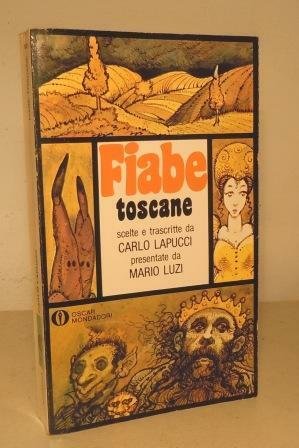 Fiabe
toscane
scelte e trascritte da
CARLO LAPUCCI
presentate da
MARIO LUZI
OSCAR
MONDADORI